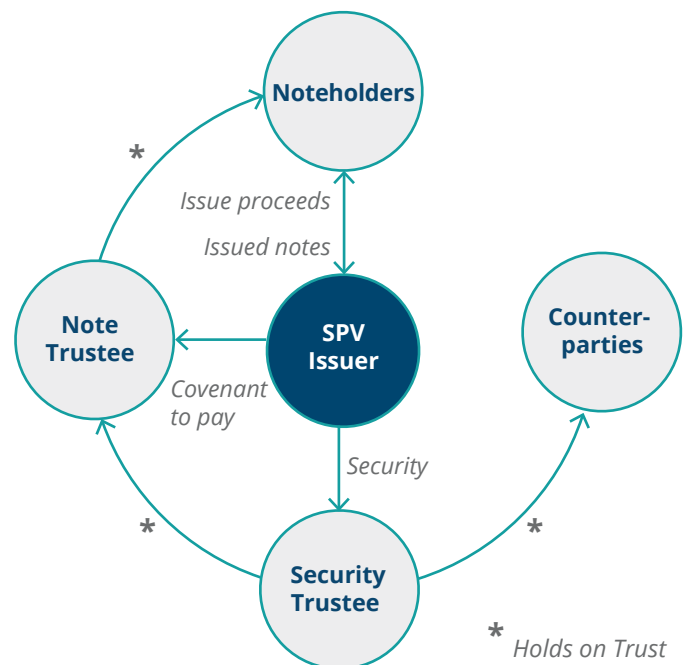 Noteholders
*
Issue proceeds
Issued notes
Note
Trustee
SPV
Issuer
Counter-
parties
Covenant
to pay
Security
*
*
Security
Trustee
* Holds on Trust